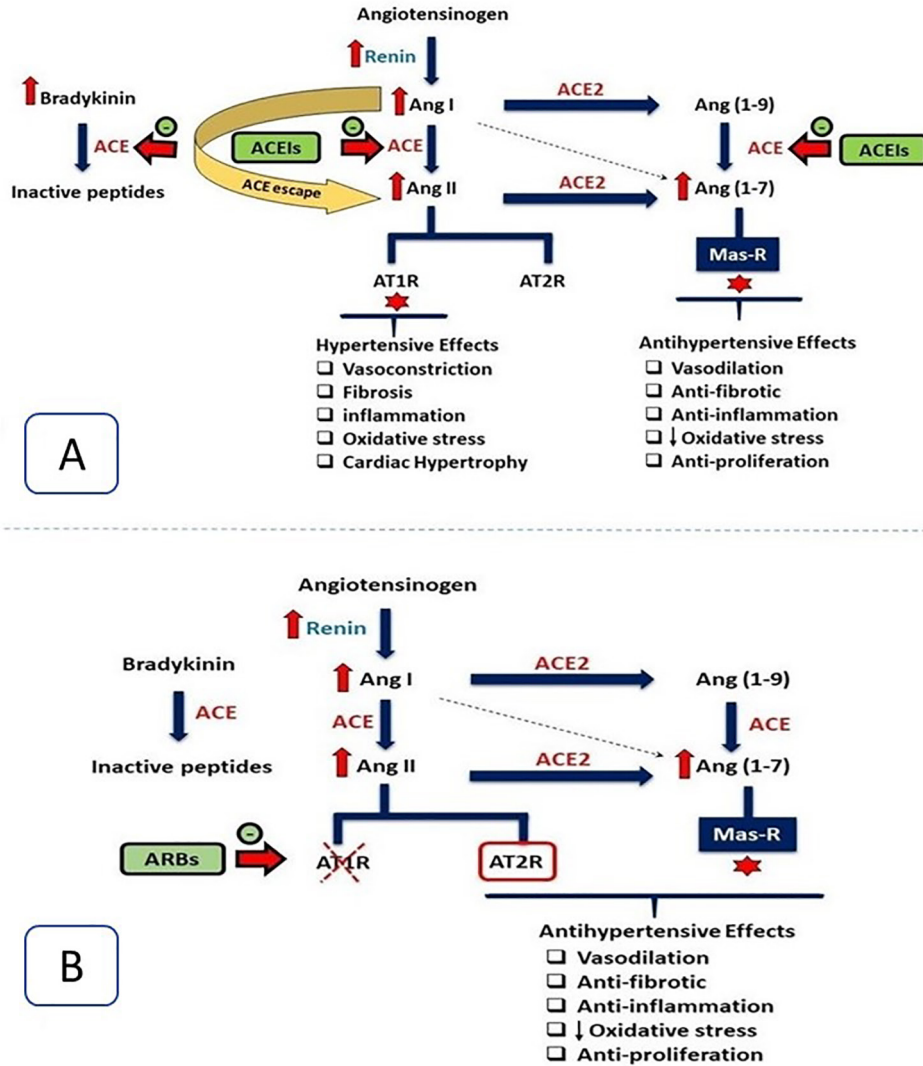 Angiotensinogen
Renin
Bradykinin
Ang I
ACE2
Ang (1-9)
ACE
-
ACEIs
-
ACE
ACE
-
ACEIs
Inactive peptides
ACE escape
Ang II
ACE2
Ang (1-7)
Mas-R
AT1R
AT2R
Hypertensive Effects
Vasoconstriction
Fibrosis
inflammation
Oxidative stress
Cardiac Hypertrophy
Antihypertensive Effects
Vasodilation
Anti-fibrotic
Anti-inflammation
↓Oxidative stress
Anti-proliferation
A
Angiotensinogen
Renin
Bradykinin
Ang I
ACE2
Ang (1-9)
ACE
ACE
ACE
Inactive peptides
Ang II
ACE2
Ang (1-7)
Mas-R
ARBs
-
AT1R
AT2R
Antihypertensive Effects
Vasodilation
Anti-fibrotic
Anti-inflammation
↓Oxidative stress
Anti-proliferation
B